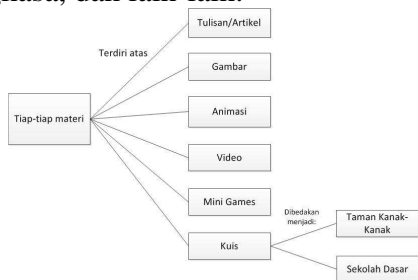 Tulisan/Artikel
Terdiri atas
Gambar
Tiap-tiap materi
Animasi
Video
Mini Games
Dibedakan
menjadi:
Taman Kanak-
Kanak
Kuis
Sekolah Dasar